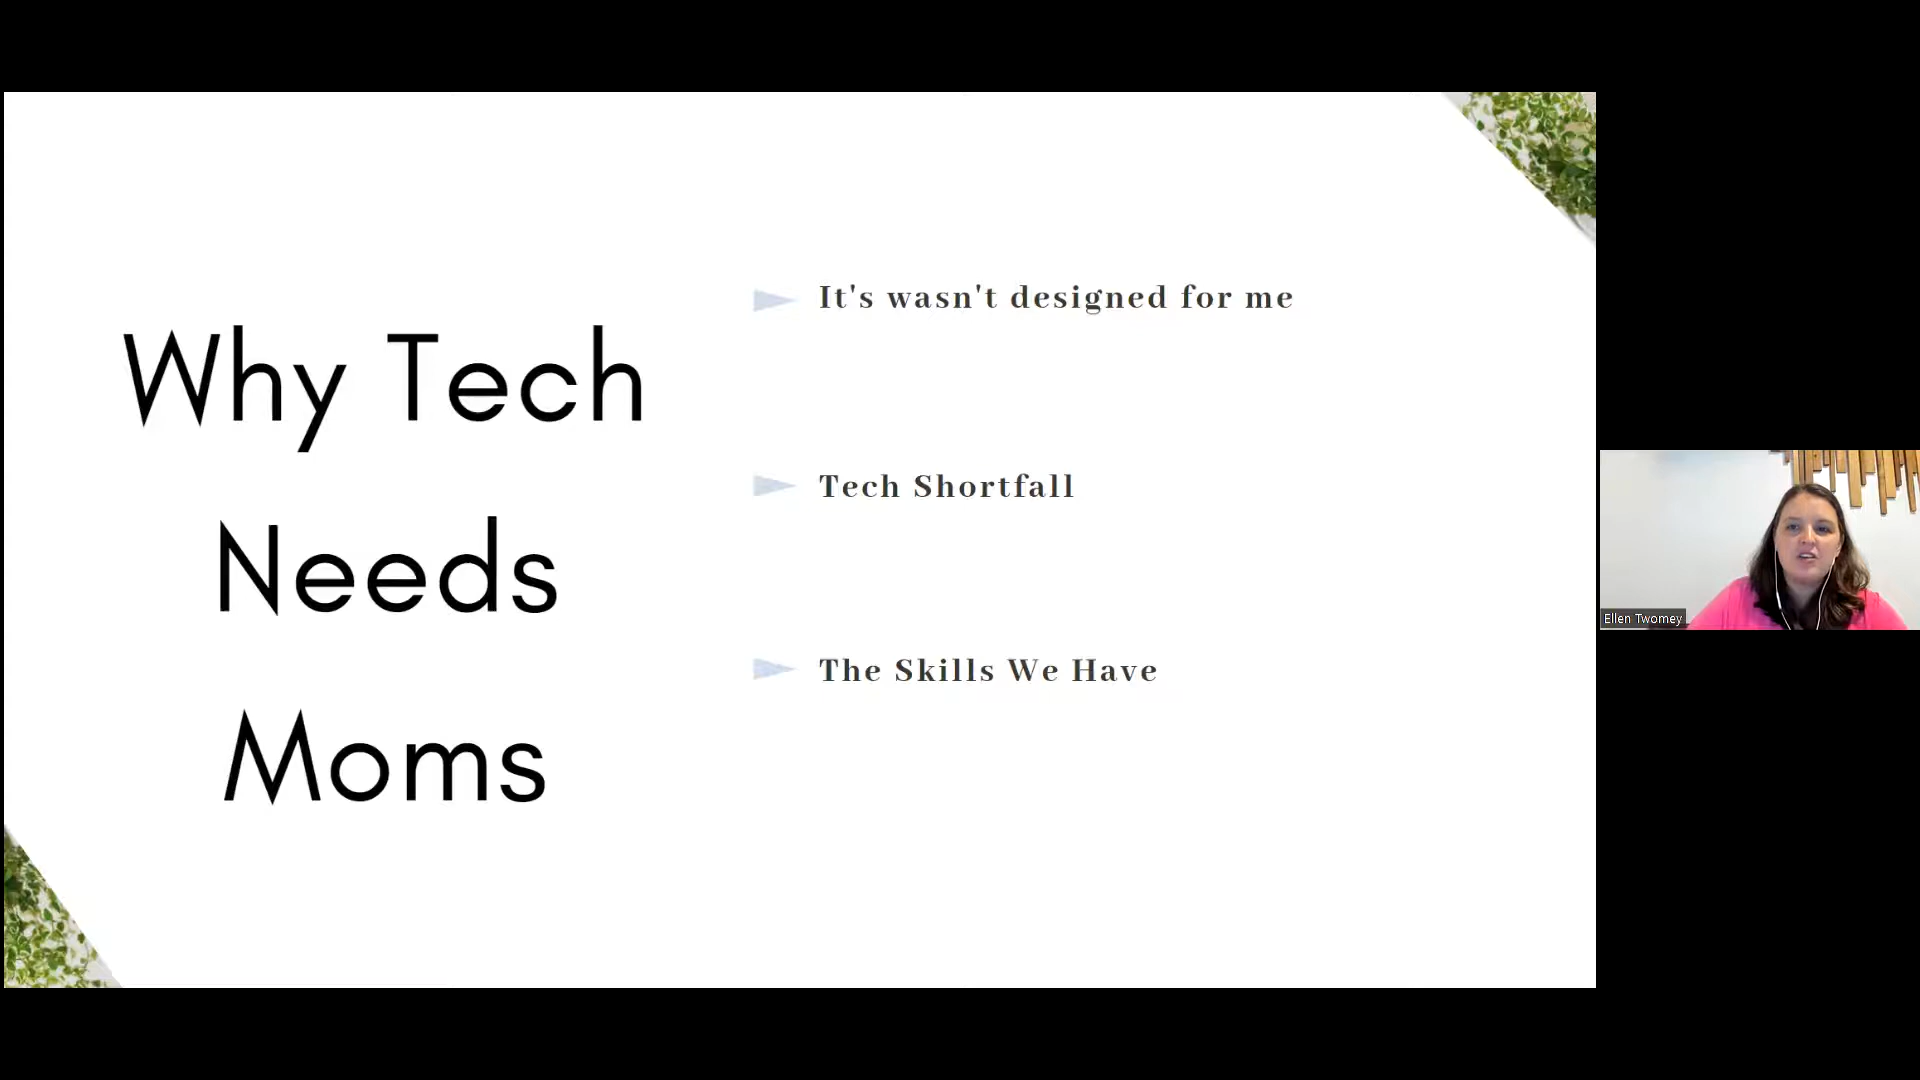 Why Tech
Needs
Moms
It's wasn't designed for me
Tech Shortfall
The Skills We Have
Ellen Twomey